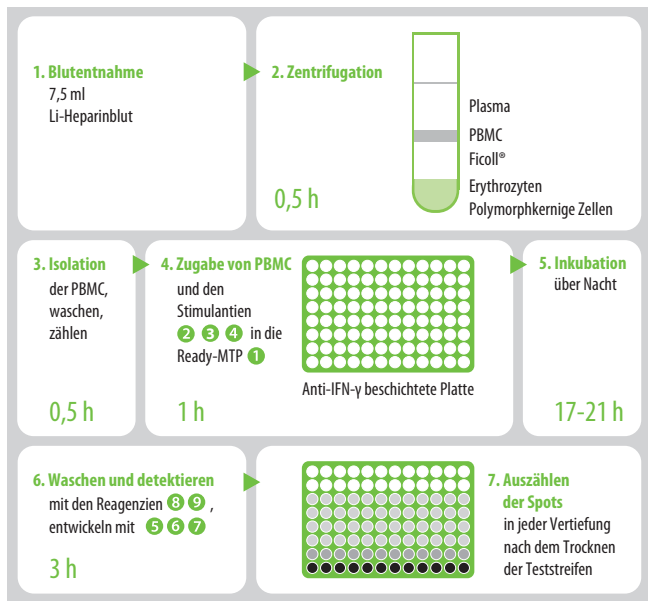 1. Blutentnahme
7,5 ml
Li-Heparinblut
2. Zentrifugation
0,5 h
Plasma
PBMC
Ficoll®
Erythrozyten
Polymorphkernige Zellen
3. Isolation
der PBMC,
waschen,
zählen
0,5 h
4. Zugabe von PBMC
und den
Stimulantien
2 3 4 in die
Ready-MTP 1
1 h
Anti-IFN-γ beschichtete Platte
5. Inkubation
über Nacht
17-21 h
6. Waschen und detektieren
mit den Reagenzien 8 9 ,
entwickeln mit 5 6 7
3 h
7. Auszählen
der Spots
in jeder Vertiefung
nach dem Trocknen
der Teststreifen